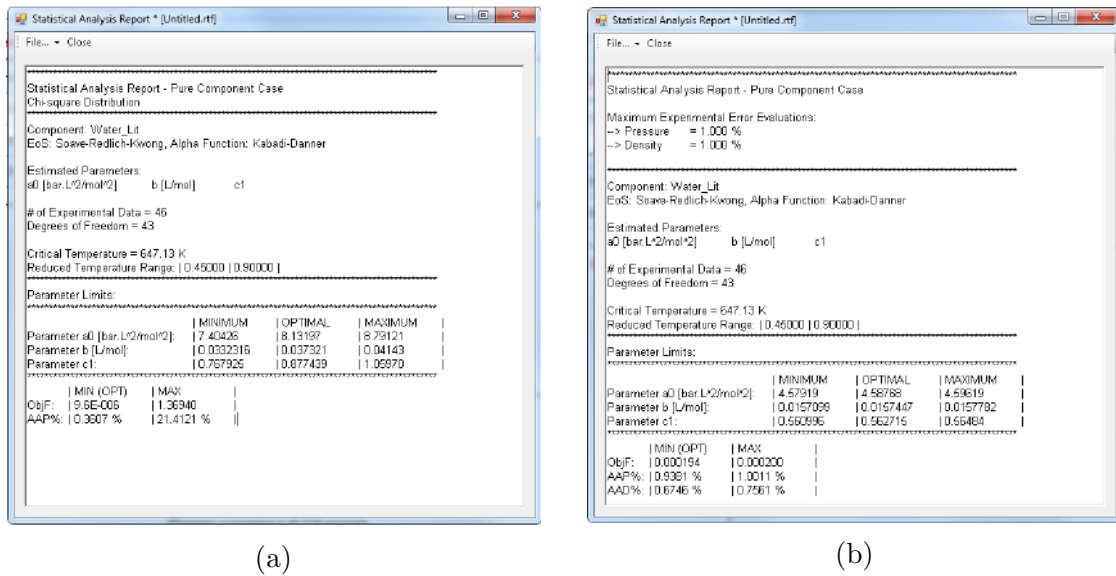 Statistical Analysis Report * [Untitled.rtf]
File... Close
Statistical Analysis Report - Pure Component Case
Chi-square Distribution
Component: Water_Lit
EoS: Soave-Redlich-Kwong, Alpha Function: Kabadi-Danner
Estimated Parameters:
a0 [bar.L^2/mol^2] b [L/mol] c1
# of Experimental Data = 46
Degrees of Freedom = 43
Critical Temperature = 647.13 K
Reduced Temperature Range: | 0.45000 | 0.90000 |
Parameter Limits:
| MINIMUM | OPTIMAL | MAXIMUM |
Parameter a0 [bar.L^2/mol^2]: | 7.40426 | 8.13197 | 8.79121
Parameter b [L/mol]: | 0.0332316 | 0.037321 | 0.04143
Parameter c1: | 0.767925 | 0.877439 | 1.05970 |
| MIN (OPT) | MAX |
ObjF: | 9.6E-006 | 1.36940 |
AAP%: | 0.3607 % | 21.4121 % |
(a)
Statistical Analysis Report * [Untitled.rtf]
File... Close
Statistical Analysis Report - Pure Component Case
Maximum Experimental Error Evaluations:
--> Pressure = 1.000 %
--> Density = 1.000 %
Component: Water_Lit
EoS: Soave-Redlich-Kwong, Alpha Function: Kabadi-Danner
Estimated Parameters:
a0 [bar.L^2/mol^2] b [L/mol] c1
# of Experimental Data = 46
Degrees of Freedom = 43
Critical Temperature = 647.13 K
Reduced Temperature Range: | 0.45000 | 0.90000 |
Parameter Limits:
| MINIMUM | OPTIMAL | MAXIMUM |
Parameter a0 [bar.L^2/mol^2]: | 4.57919 | 4.58768 | 4.59619 |
Parameter b [L/mol]: | 0.0157099 | 0.0157447 | 0.0157782 |
Parameter c1: | 0.560996 | 0.562715 | 0.56484 |
| MIN (OPT) | MAX |
ObjF: | 0.000194 | 0.000200 |
AAP%: | 0.9381 % | 1.0011 % |
AAD%: | 0.6746 % | 0.7561 % |
(b)